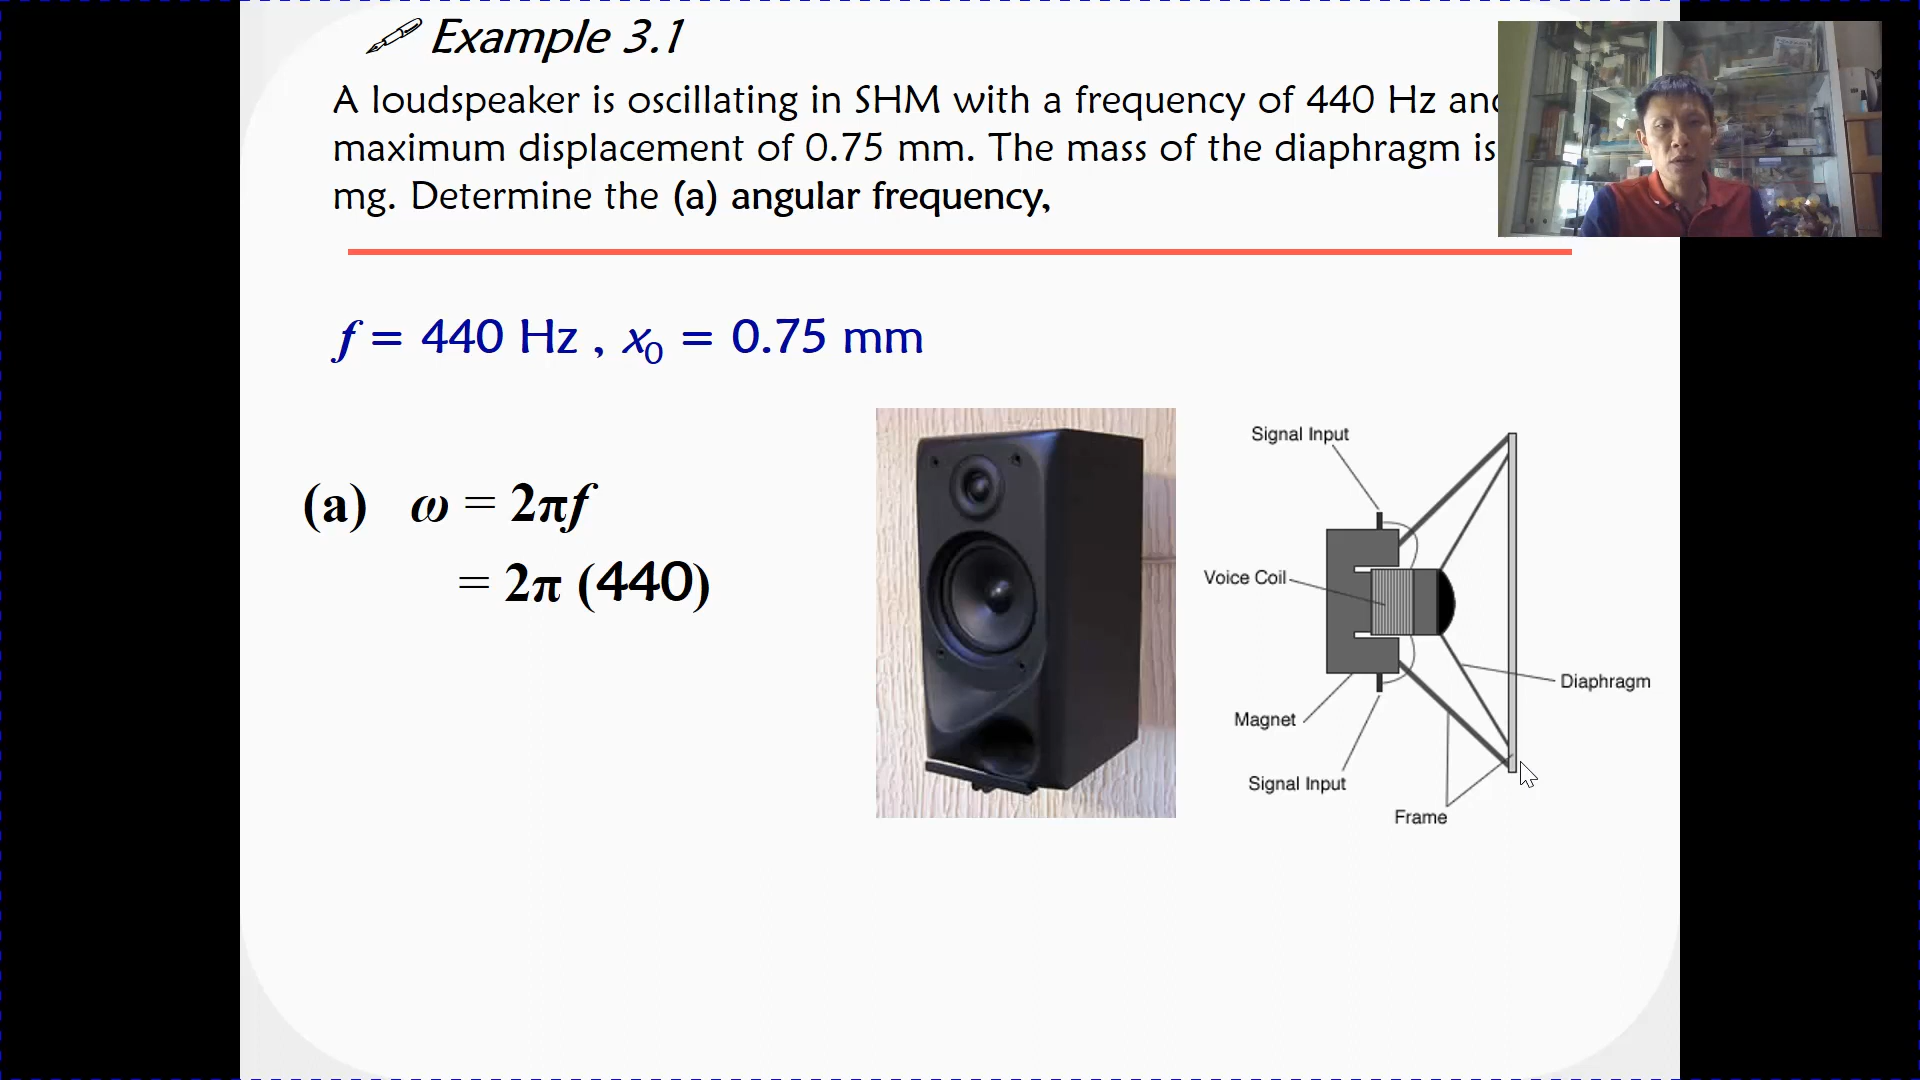 Example 3.1
A loudspeaker is oscillating in SHM with a frequency of 440 Hz and
maximum displacement of 0.75 mm. The mass of the diaphragm is
mg. Determine the (a) angular frequency,
f = 440 Hz , x₀ = 0.75 mm
(a) ω = 2πf
= 2π (440)
Signal Input
Voice Coil
Diaphragm
Magnet
Signal Input
Frame